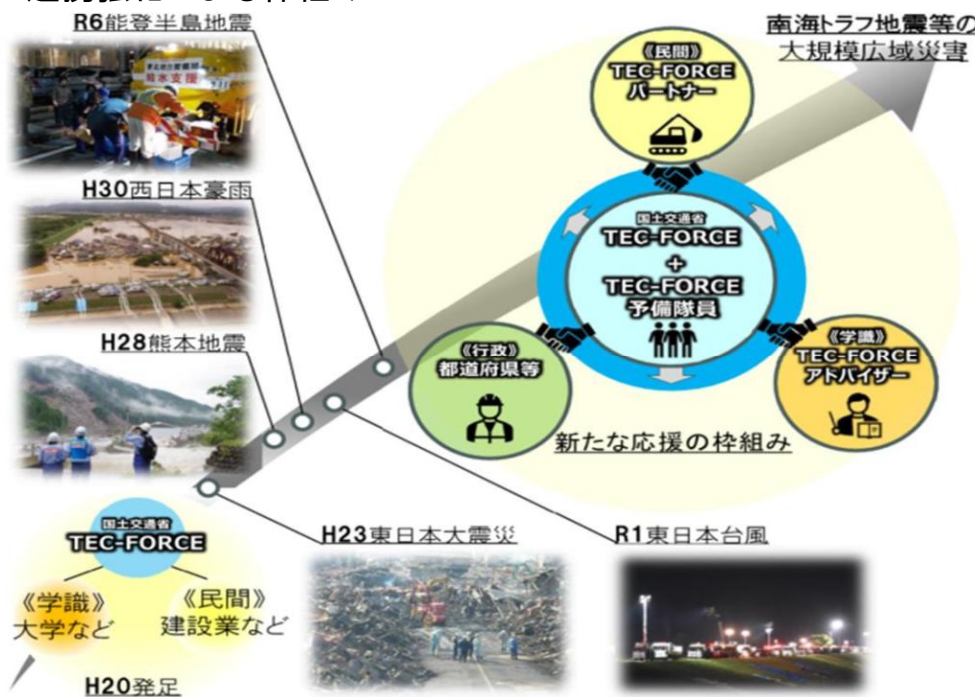 R6能登半島地震
南海トラフ地震等の
大規模広域災害
給水支援
《民間》
TEC-FORCE
パートナー
H30西日本豪雨
国土交通省
TEC-FORCE
+
TEC-FORCE
予備隊員
H28熊本地震
《行政》
都道府県等
《学識》
TEC-FORCE
アドバイザー
新たな応援の枠組み
国土交通省
TEC-FORCE
H23東日本大震災
R1東日本台風
《学識》
大学など
《民間》
建設業など
H20発足